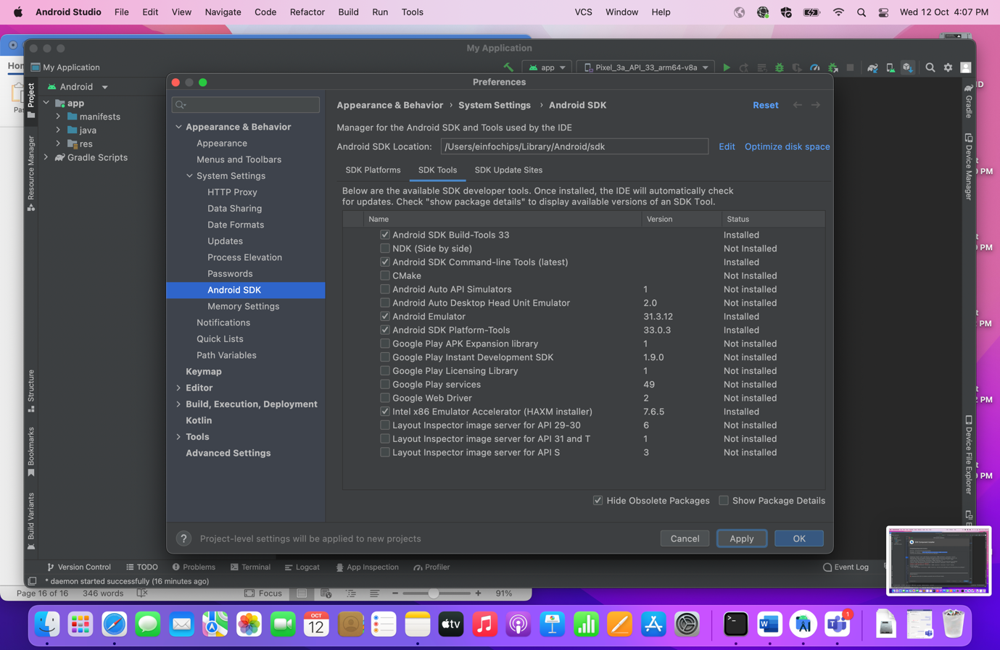 Android Studio File Edit View Navigate Code Refactor Build Run Tools VCS Window Help Wed 12 Oct 4:07 PM
My Application
My Application
app
Pixel_3a_API_33_arm64-v8a
Android
app
manifests
java
res
Gradle Scripts
Project
Resource Manager
Structure
Bookmarks
Build Variants
Preferences
Appearance & Behavior
Appearance
Menus and Toolbars
System Settings
HTTP Proxy
Data Sharing
Date Formats
Updates
Process Elevation
Passwords
Android SDK
Memory Settings
Notifications
Quick Lists
Path Variables
Keymap
Editor
Build, Execution, Deployment
Kotlin
Tools
Advanced Settings
Appearance & Behavior › System Settings › Android SDK Reset
Manager for the Android SDK and Tools used by the IDE
Android SDK Location: /Users/einfochips/Library/Android/sdk Edit Optimize disk space
SDK Platforms SDK Tools SDK Update Sites
Below are the available SDK developer tools. Once installed, the IDE will automatically check
for updates. Check "show package details" to display available versions of an SDK Tool.
Name Version Status
Android SDK Build-Tools 33 Installed
NDK (Side by side) Not Installed
Android SDK Command-line Tools (latest) Installed
CMake Not Installed
Android Auto API Simulators 1 Not installed
Android Auto Desktop Head Unit Emulator 2.0 Not installed
Android Emulator 31.3.12 Installed
Android SDK Platform-Tools 33.0.3 Installed
Google Play APK Expansion library 1 Not installed
Google Play Instant Development SDK 1.9.0 Not installed
Google Play Licensing Library 1 Not installed
Google Play services 49 Not installed
Google Web Driver 2 Not installed
Intel x86 Emulator Accelerator (HAXM installer) 7.6.5 Installed
Layout Inspector image server for API 29-30 6 Not installed
Layout Inspector image server for API 31 and T 1 Not installed
Layout Inspector image server for API S 3 Not installed
Hide Obsolete Packages Show Package Details
? Project-level settings will be applied to new projects Cancel Apply OK
Gradle
Device Manager
Device File Explorer
Version Control TODO Problems Terminal Logcat App Inspection Profiler Event Log
* daemon started successfully (16 minutes ago)
Page 16 of 16 346 words Focus 91%
OCT
12
tv
1